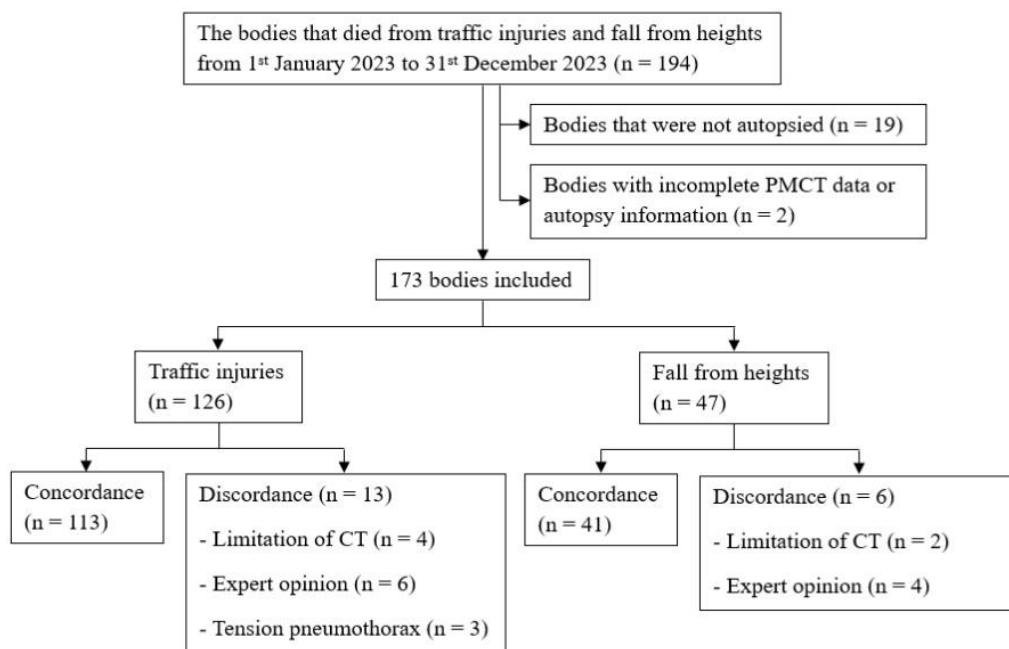 The bodies that died from traffic injuries and fall from heights
from 1st January 2023 to 31st December 2023 (n = 194)
Bodies that were not autopsied (n = 19)
Bodies with incomplete PMCT data or
autopsy information (n = 2)
173 bodies included
Traffic injuries
(n = 126)
Fall from heights
(n = 47)
Concordance
(n = 113)
Discordance (n = 13)
- Limitation of CT (n = 4)
- Expert opinion (n = 6)
- Tension pneumothorax (n = 3)
Concordance
(n = 41)
Discordance (n = 6)
- Limitation of CT (n = 2)
- Expert opinion (n = 4)